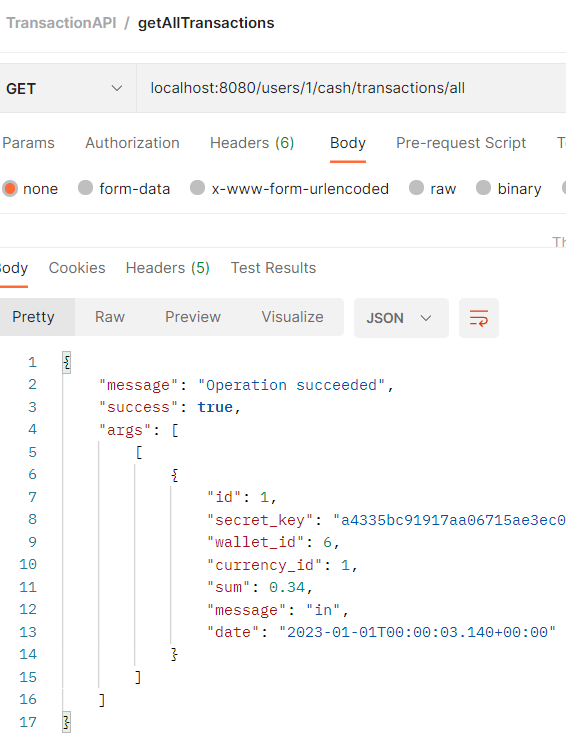 TransactionAPI / getAllTransactions
GET localhost:8080/users/1/cash/transactions/all
Params Authorization Headers (6) Body Pre-request Script
none form-data x-www-form-urlencoded raw binary
Body Cookies Headers (5) Test Results
Pretty Raw Preview Visualize JSON
1 {
2 "message": "Operation succeeded",
3 "success": true,
4 "args": [
5 [
6 {
7 "id": 1,
8 "secret_key": "a4335bc91917aa06715ae3ec0
9 "wallet_id": 6,
10 "currency_id": 1,
11 "sum": 0.34,
12 "message": "in",
13 "date": "2023-01-01T00:00:03.140+00:00"
14 }
15 ]
16 ]
17 }